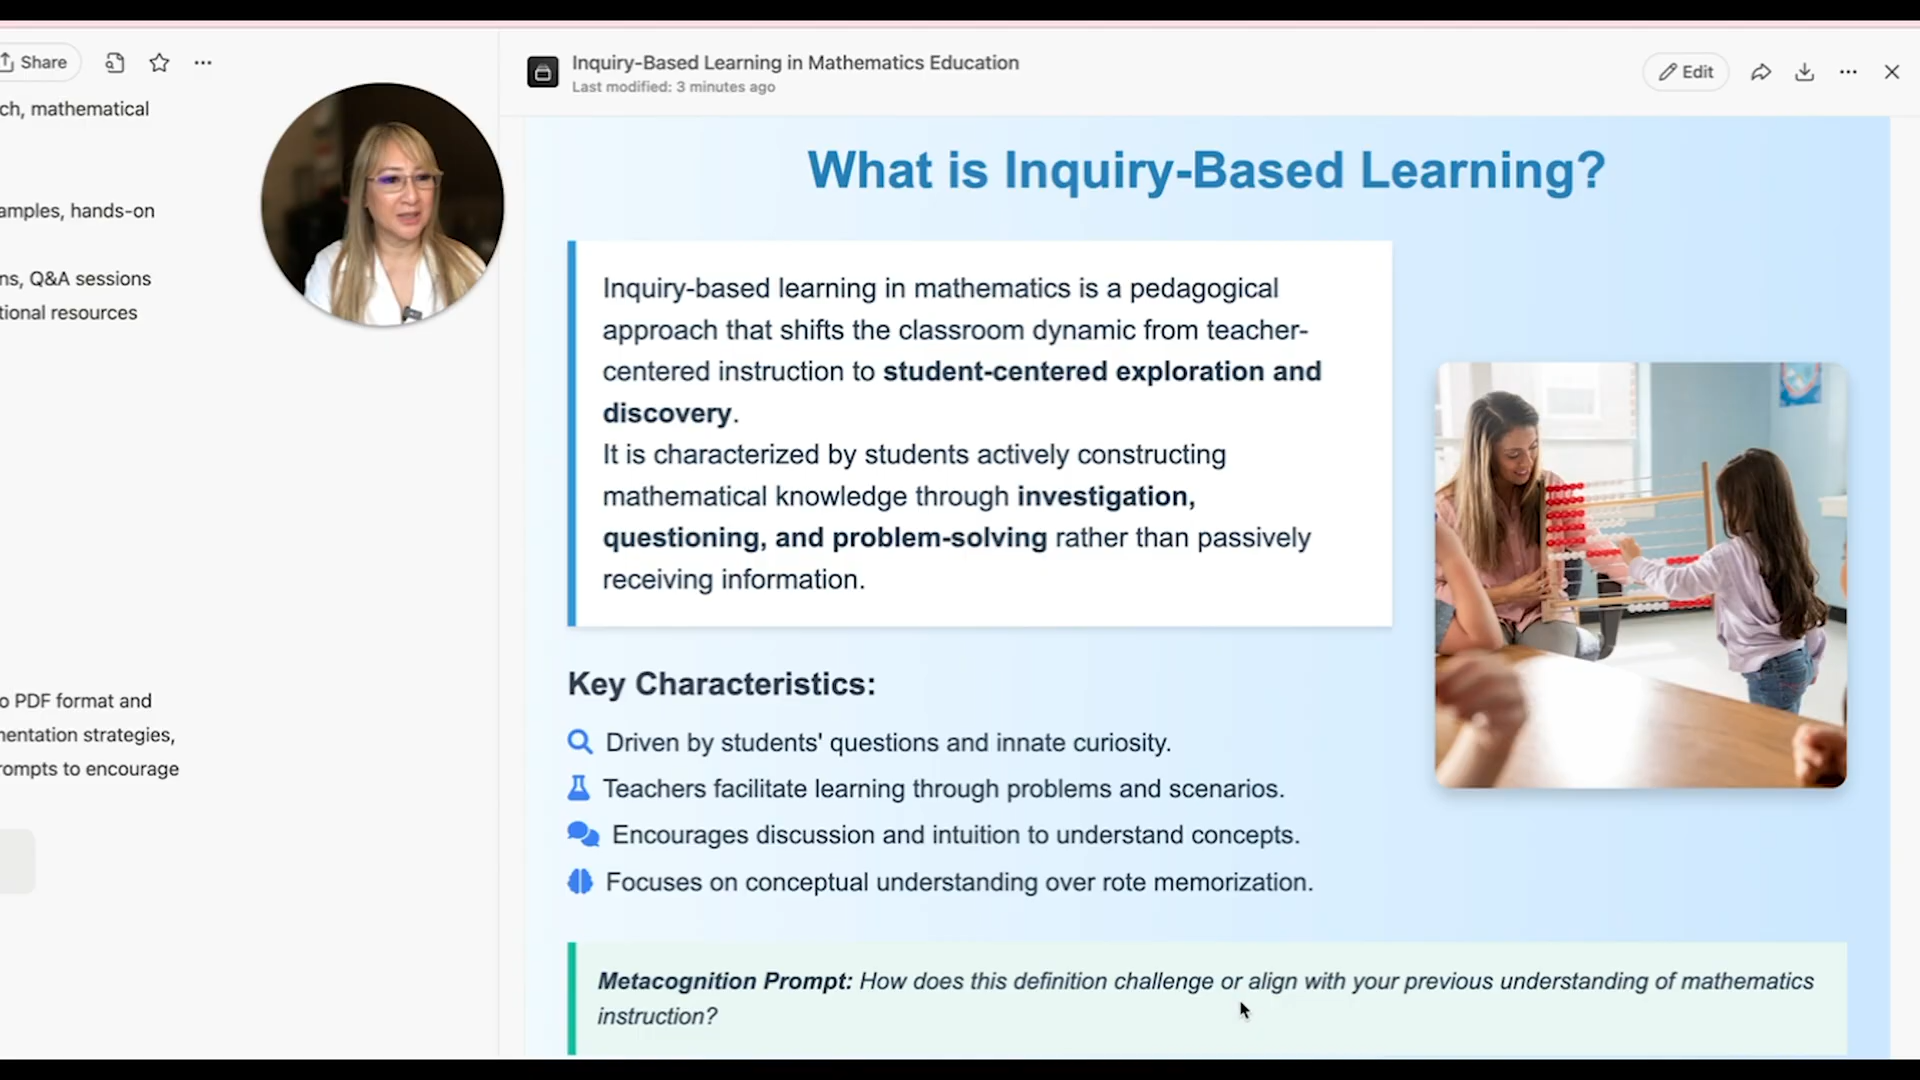 Share
ch, mathematical
amples, hands-on
ns, Q&A sessions
tional resources
o PDF format and
nentation strategies,
rompts to encourage
Inquiry-Based Learning in Mathematics Education
Last modified: 3 minutes ago
Edit
What is Inquiry-Based Learning?
Inquiry-based learning in mathematics is a pedagogical
approach that shifts the classroom dynamic from teacher-
centered instruction to student-centered exploration and
discovery.
It is characterized by students actively constructing
mathematical knowledge through investigation,
questioning, and problem-solving rather than passively
receiving information.
Key Characteristics:
Driven by students' questions and innate curiosity.
Teachers facilitate learning through problems and scenarios.
Encourages discussion and intuition to understand concepts.
Focuses on conceptual understanding over rote memorization.
Metacognition Prompt: How does this definition challenge or align with your previous understanding of mathematics
instruction?